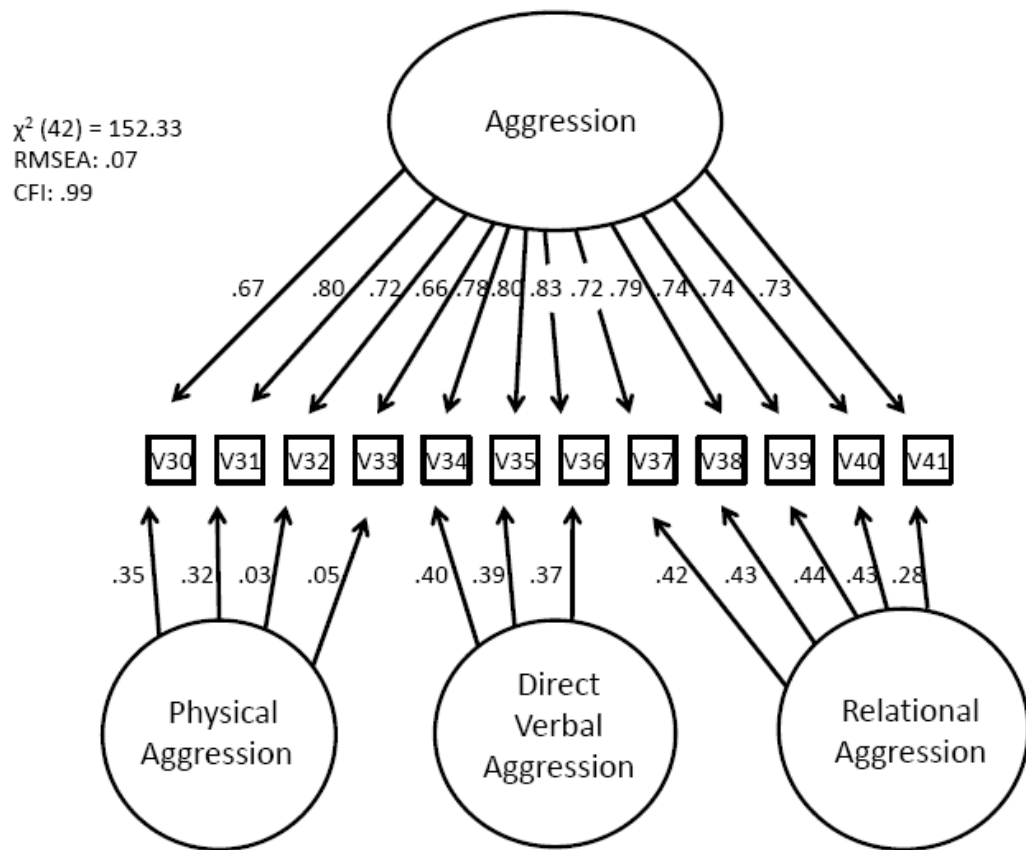 Aggression
χ² (42) = 152.33
RMSEA: .07
CFI: .99
.67 .80 .72 .66 .78 .80 .83 .72 .79 .74 .74 .73
V30 V31 V32 V33 V34 V35 V36 V37 V38 V39 V40 V41
.35 .32 .03 .05 .40 .39 .37 .42 .43 .44 .43 .28
Physical
Aggression
Direct
Verbal
Aggression
Relational
Aggression